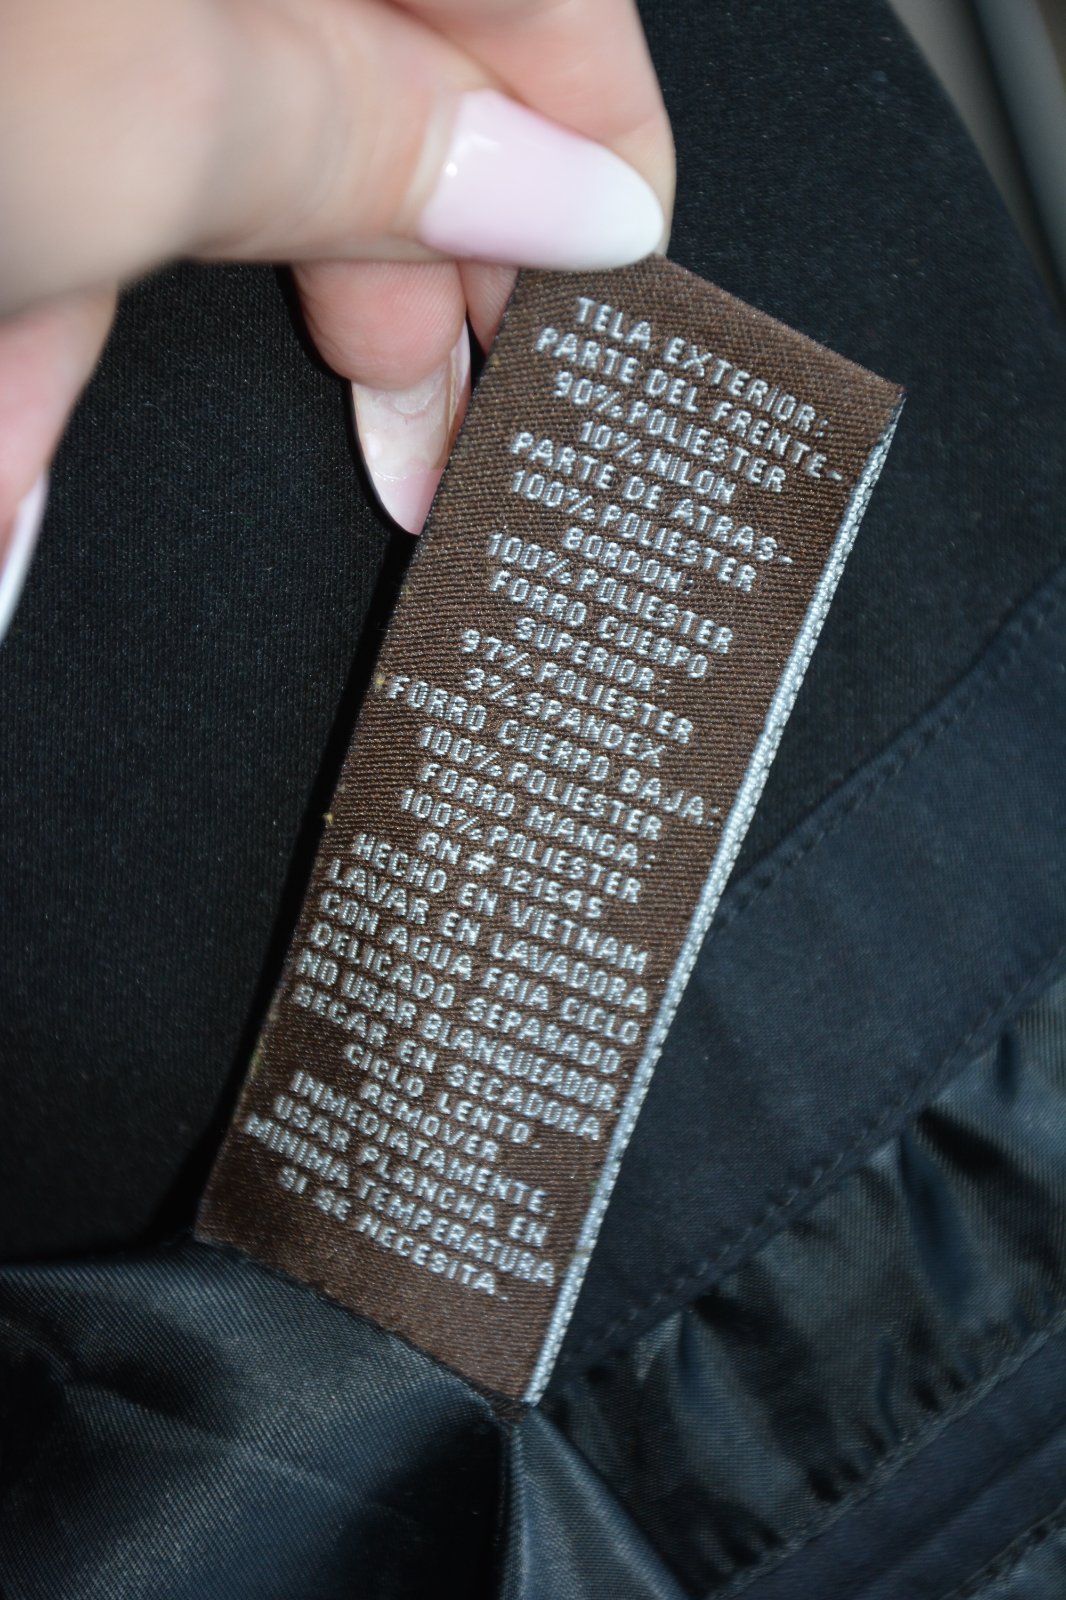 TELA EXTERIOR:
PARTE DEL FRENTE-
90% POLIESTER
10% NILON
PARTE DE ATRAS-
100% POLIESTER
BORDON:
100% POLIESTER
FORRO CUERPO
SUPERIOR:
97% POLIESTER
3% SPANDEX
FORRO CUERPO BAJA:
100% POLIESTER
FORRO MANGA:
100% POLIESTER
RN # 121545
HECHO EN VIETNAM
LAVAR EN LAVADORA
CON AGUA FRIA CICLO
DELICADO SEPARADO
NO USAR BLANQUEADOR
SECAR EN SECADORA
CICLO LENTO.
REMOVER
INMEDIATAMENTE.
USAR PLANCHA EN
MINIMA TEMPERATURA
SI SE NECESITA.